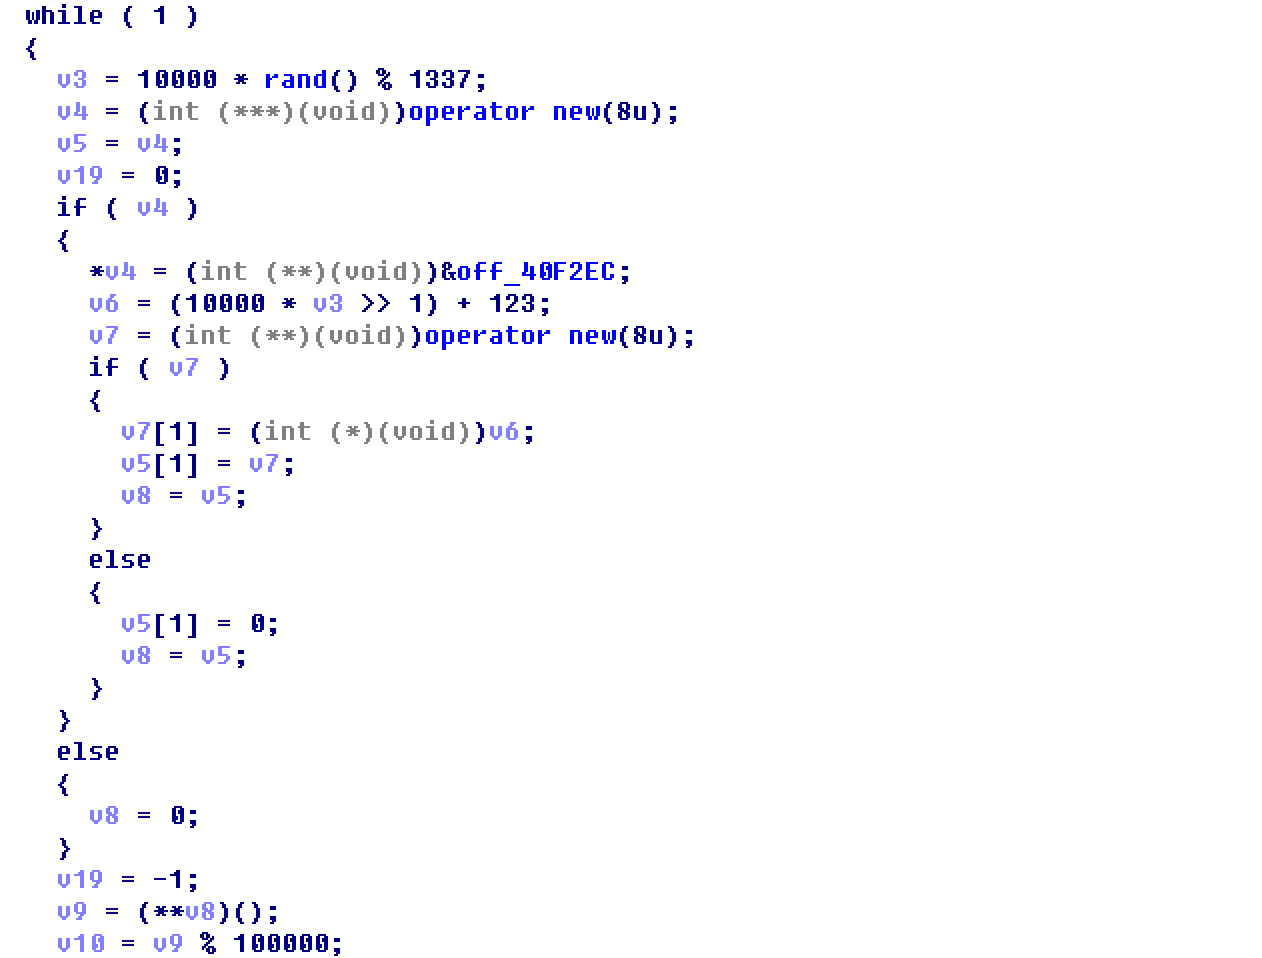 while ( 1 )
{
v3 = 10000 * rand() % 1337;
v4 = (int (***)(void))operator new(8u);
v5 = v4;
v19 = 0;
if ( v4 )
{
*v4 = (int (**)(void))&off_40F2EC;
v6 = (10000 * v3 >> 1) + 123;
v7 = (int (**)(void))operator new(8u);
if ( v7 )
{
v7[1] = (int (*)(void))v6;
v5[1] = v7;
v8 = v5;
}
else
{
v5[1] = 0;
v8 = v5;
}
}
else
{
v8 = 0;
}
v19 = -1;
v9 = (**v8)();
v10 = v9 % 100000;